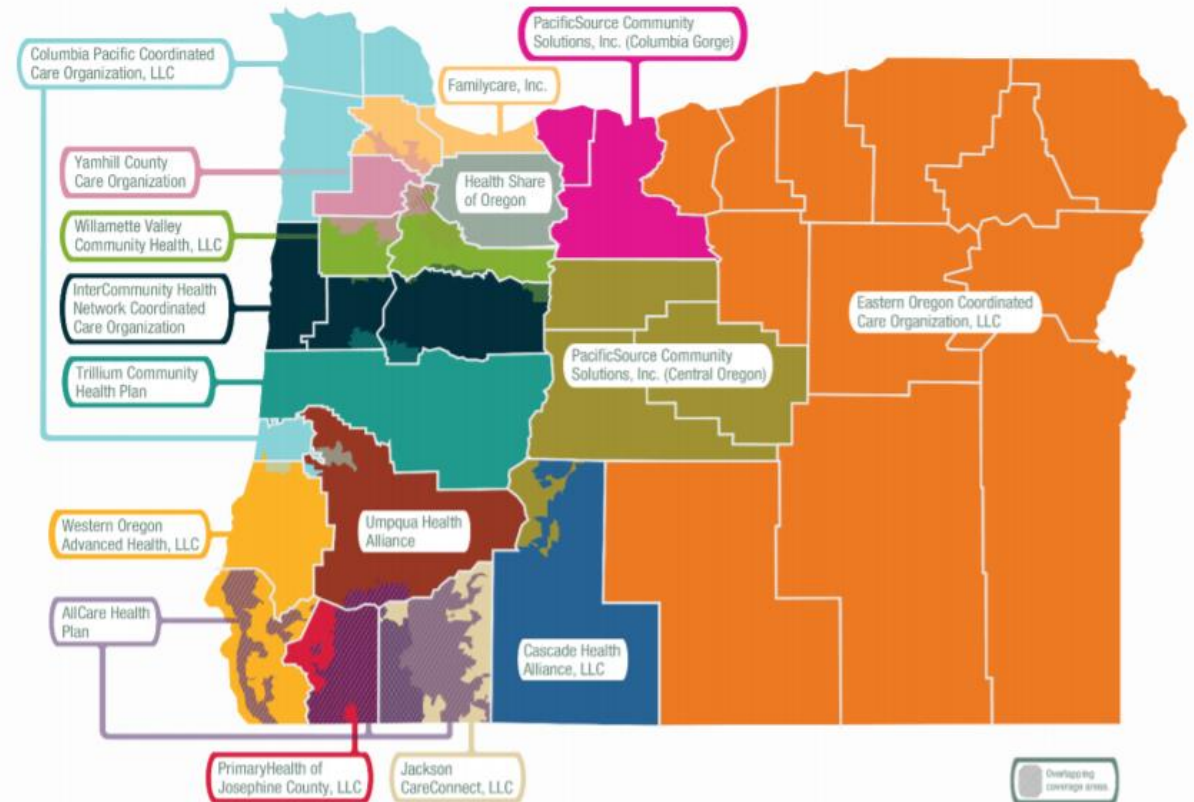 PacificSource Community
Solutions, Inc. (Columbia Gorge)
Columbia Pacific Coordinated
Care Organization, LLC
Familycare, Inc.
Yamhill County
Care Organization
Health Share
of Oregon
Willamette Valley
Community Health, LLC
InterCommunity Health
Network Coordinated
Care Organization
Eastern Oregon Coordinated
Care Organization, LLC
PacificSource Community
Solutions, Inc. (Central Oregon)
Trillium Community
Health Plan
Western Oregon
Advanced Health, LLC
Umpqua Health
Alliance
AllCare Health
Plan
Cascade Health
Alliance, LLC
PrimaryHealth of
Josephine County, LLC
Jackson
CareConnect, LLC
Overlapping
coverage areas.